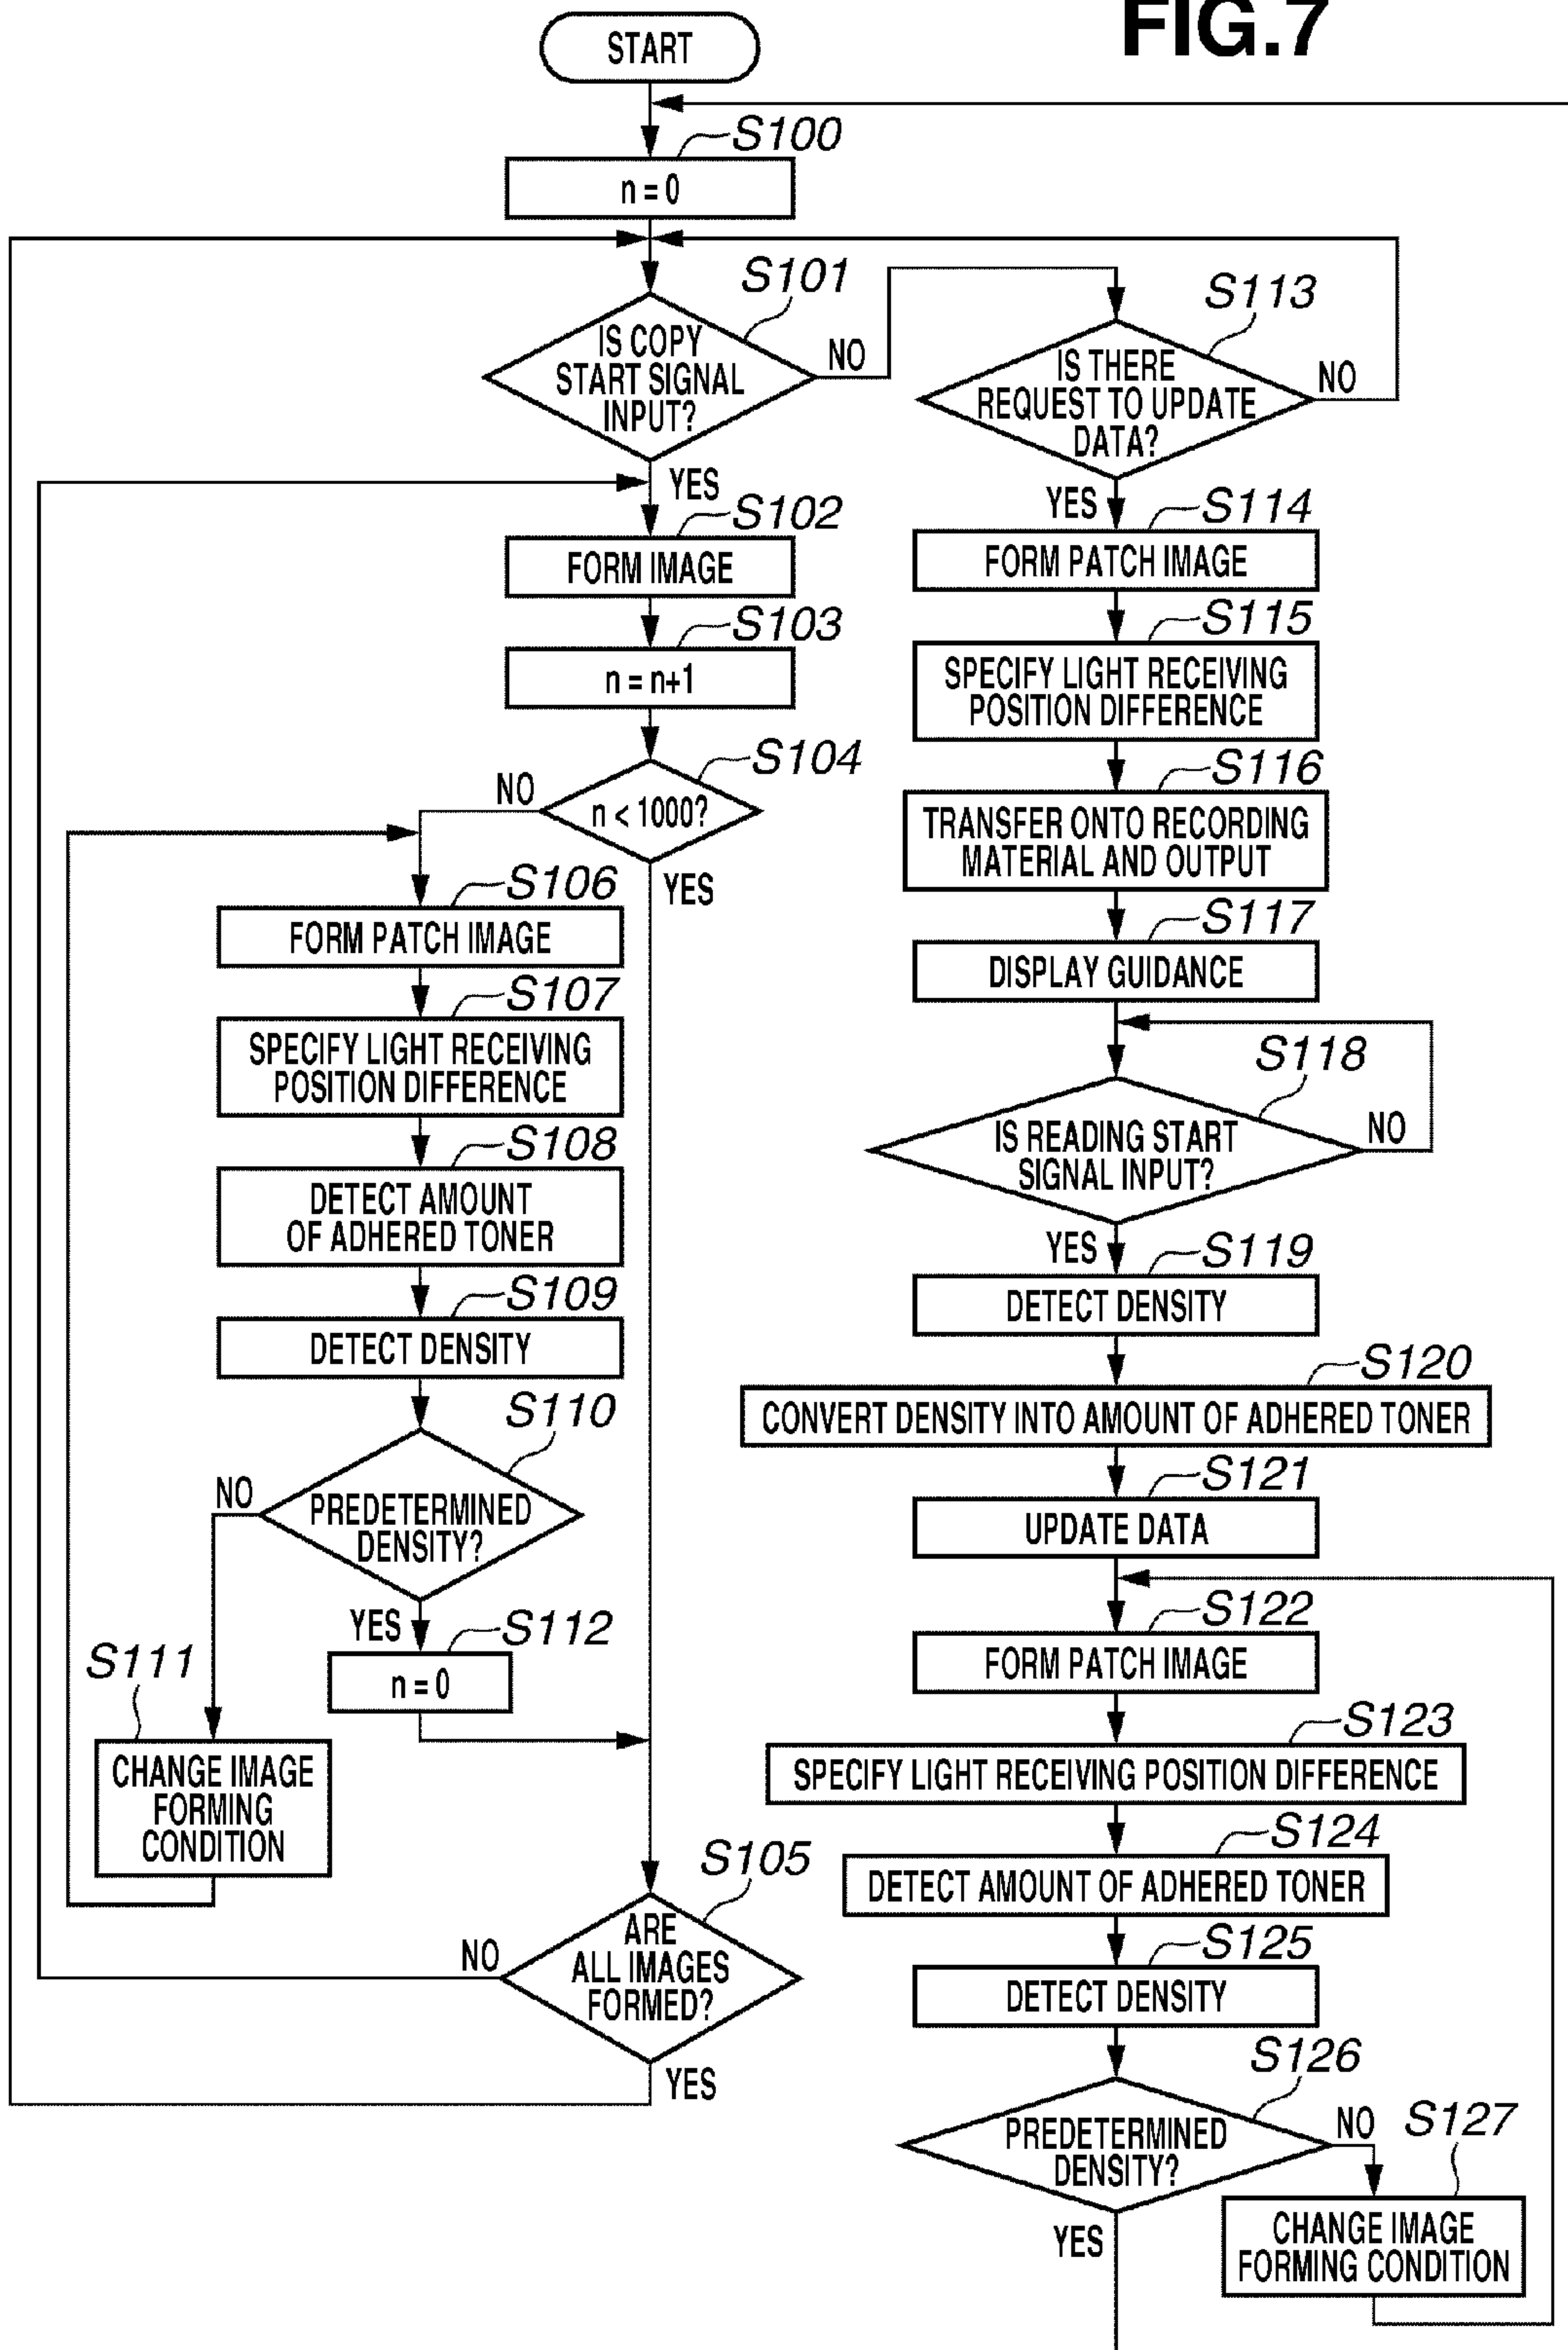 FIG.7
START
S100
n = 0
S101
IS COPY
START SIGNAL
INPUT?
NO
YES
S102
FORM IMAGE
S103
n = n+1
S104
n < 1000?
NO
YES
S106
FORM PATCH IMAGE
S107
SPECIFY LIGHT RECEIVING
POSITION DIFFERENCE
S108
DETECT AMOUNT
OF ADHERED TONER
S109
DETECT DENSITY
S110
PREDETERMINED
DENSITY?
NO
YES
S112
n = 0
S111
CHANGE IMAGE
FORMING
CONDITION
S105
ARE
ALL IMAGES
FORMED?
NO
YES
S113
IS THERE
REQUEST TO UPDATE
DATA?
NO
YES
S114
FORM PATCH IMAGE
S115
SPECIFY LIGHT RECEIVING
POSITION DIFFERENCE
S116
TRANSFER ONTO RECORDING
MATERIAL AND OUTPUT
S117
DISPLAY GUIDANCE
S118
IS READING START
SIGNAL INPUT?
NO
YES
S119
DETECT DENSITY
S120
CONVERT DENSITY INTO AMOUNT OF ADHERED TONER
S121
UPDATE DATA
S122
FORM PATCH IMAGE
S123
SPECIFY LIGHT RECEIVING POSITION DIFFERENCE
S124
DETECT AMOUNT OF ADHERED TONER
S125
DETECT DENSITY
S126
PREDETERMINED
DENSITY?
NO
YES
S127
CHANGE IMAGE
FORMING CONDITION